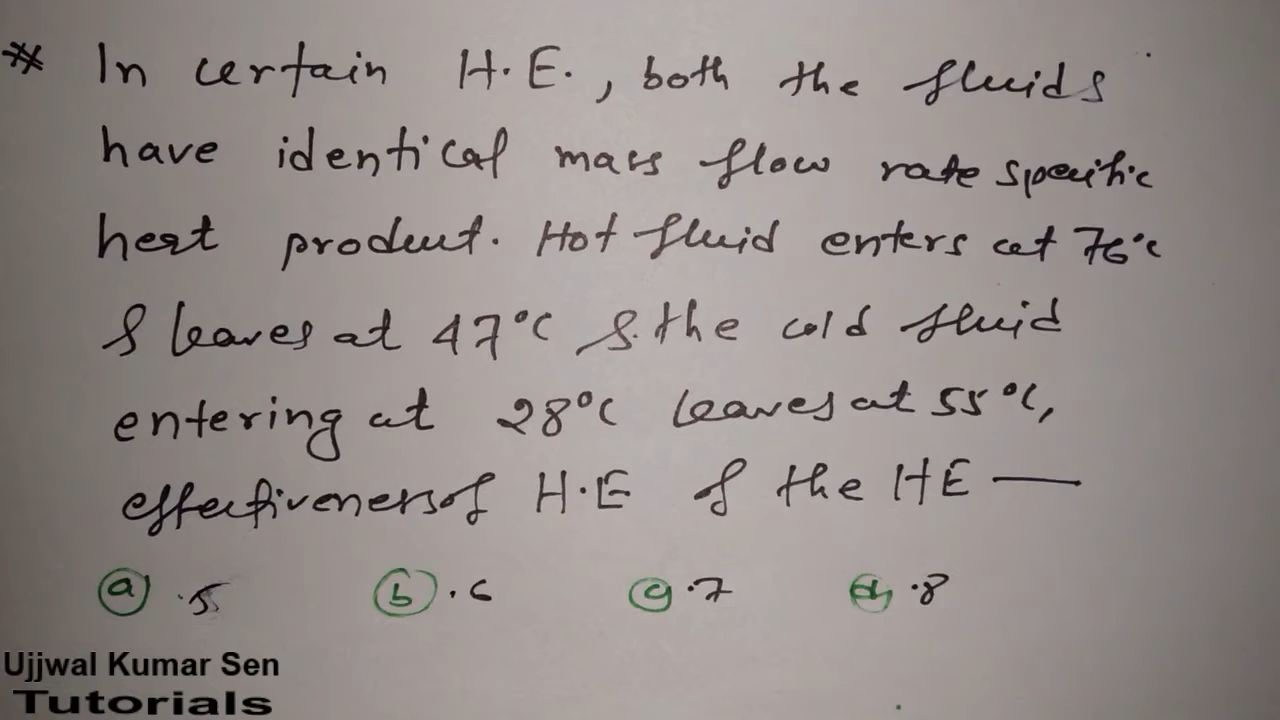 * In certain H.E., both the fluids
have identical mass flow rate specific
heat product. Hot fluid enters at 76°C
& leaves at 47°C & the cold fluid
entering at 28°C leaves at 55°C,
effectiveness of H.E of the HE —
(a) .5 (b) .6 (c) .7 (d) .8
Ujjwal Kumar Sen
Tutorials